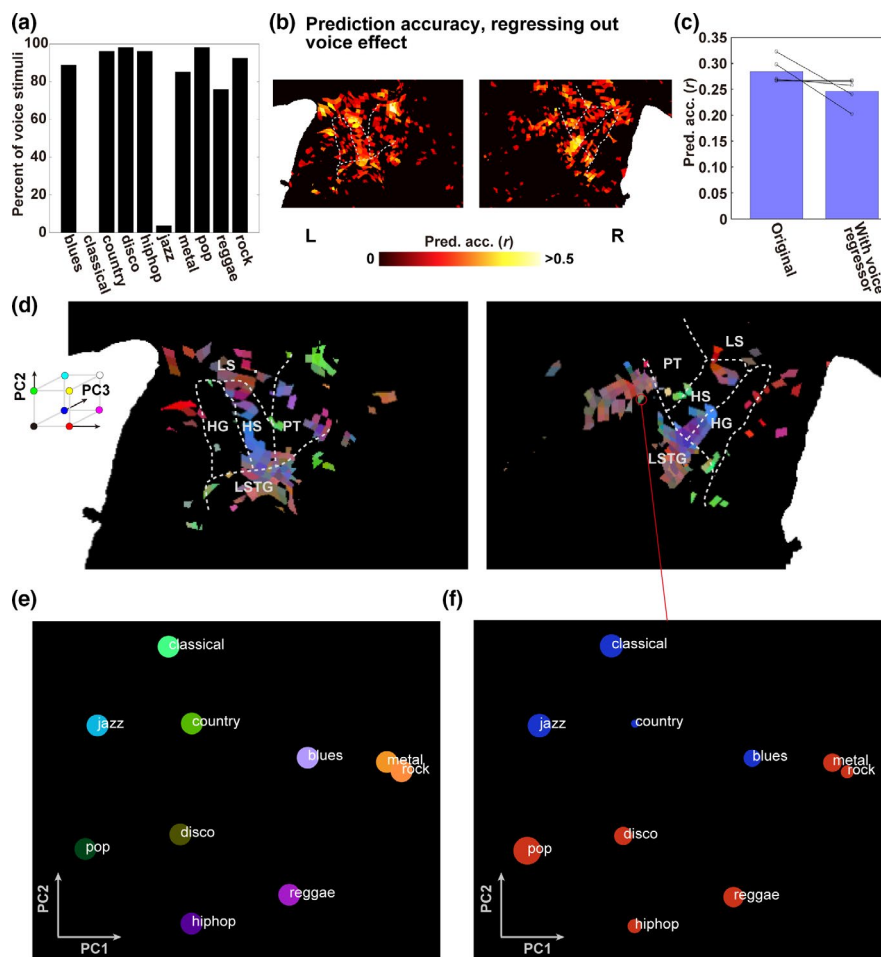 (a)
100
80
60
40
20
0
Percent of voice stimuli
blues
classical
country
disco
hiphop
jazz
metal
pop
reggae
rock
(b) Prediction accuracy, regressing out
voice effect
L
R
Pred. acc. (r)
0
>0.5
(c)
0.35
0.30
0.25
0.20
0.15
0.10
0.05
0
Pred. acc. (r)
Original
With voice
regressor
(d)
PC2
PC3
LS
HG
HS
PT
LSTG
PT
LS
HS
HG
LSTG
(e)
classical
jazz
country
blues
metal
rock
disco
pop
reggae
hiphop
PC2
PC1
(f)
classical
jazz
country
blues
metal
rock
disco
pop
reggae
hiphop
PC2
PC1